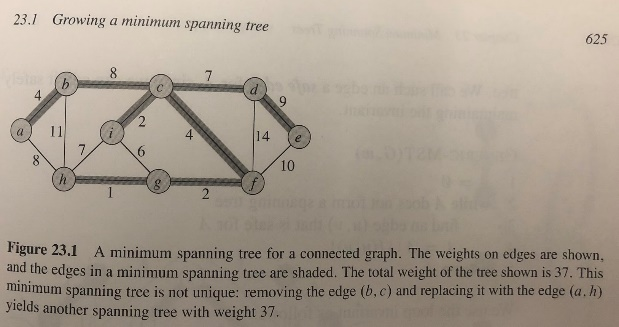 23.1 Growing a minimum spanning tree
625
8
7
b
c
d
4
9
a
11
i
2
4
14
e
8
7
6
10
h
g
f
1
2
Figure 23.1 A minimum spanning tree for a connected graph. The weights on edges are shown,
and the edges in a minimum spanning tree are shaded. The total weight of the tree shown is 37. This
minimum spanning tree is not unique: removing the edge (b, c) and replacing it with the edge (a, h)
yields another spanning tree with weight 37.